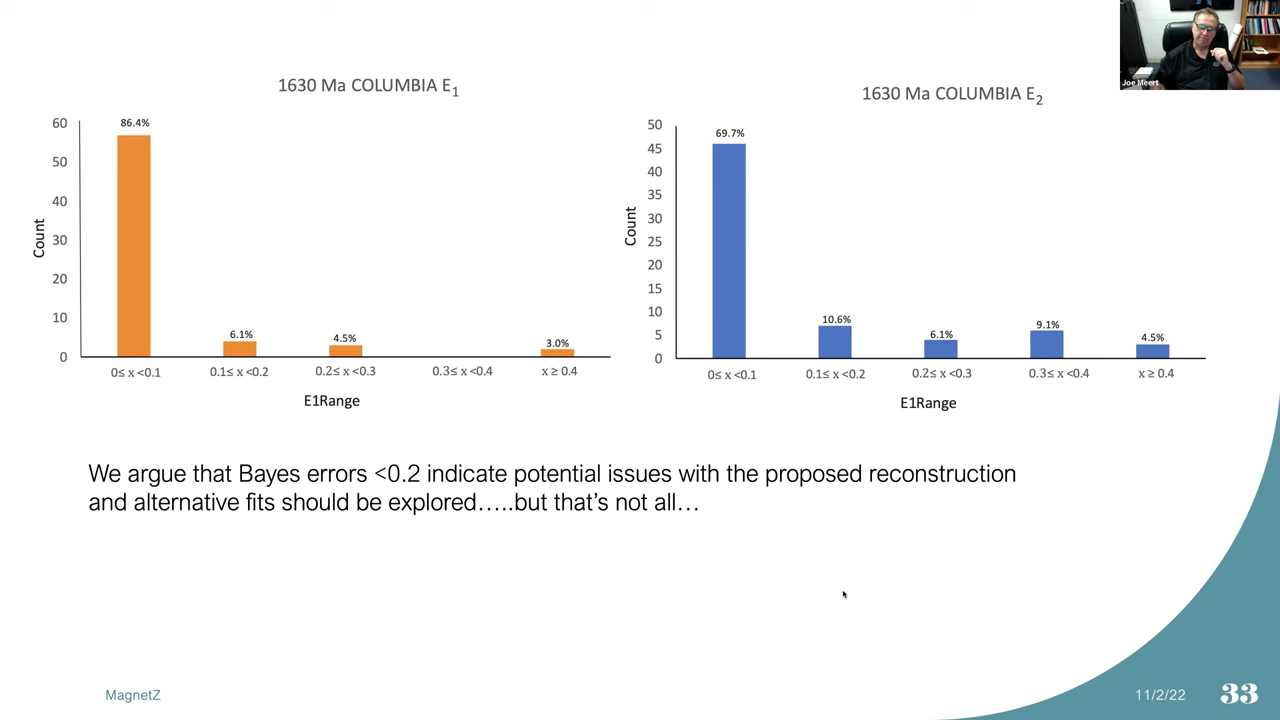 Joe Meert
1630 Ma COLUMBIA E1
60
50
40
30
20
10
0
Count
86.4%
6.1%
4.5%
3.0%
0≤ x <0.1
0.1≤ x <0.2
0.2≤ x <0.3
0.3≤ x <0.4
x ≥ 0.4
E1Range
1630 Ma COLUMBIA E2
50
45
40
35
30
25
20
15
10
5
0
Count
69.7%
10.6%
6.1%
9.1%
4.5%
0≤ x <0.1
0.1≤ x <0.2
0.2≤ x <0.3
0.3≤ x <0.4
x ≥ 0.4
E1Range
We argue that Bayes errors <0.2 indicate potential issues with the proposed reconstruction
and alternative fits should be explored…..but that’s not all…
MagnetZ
11/2/22
33